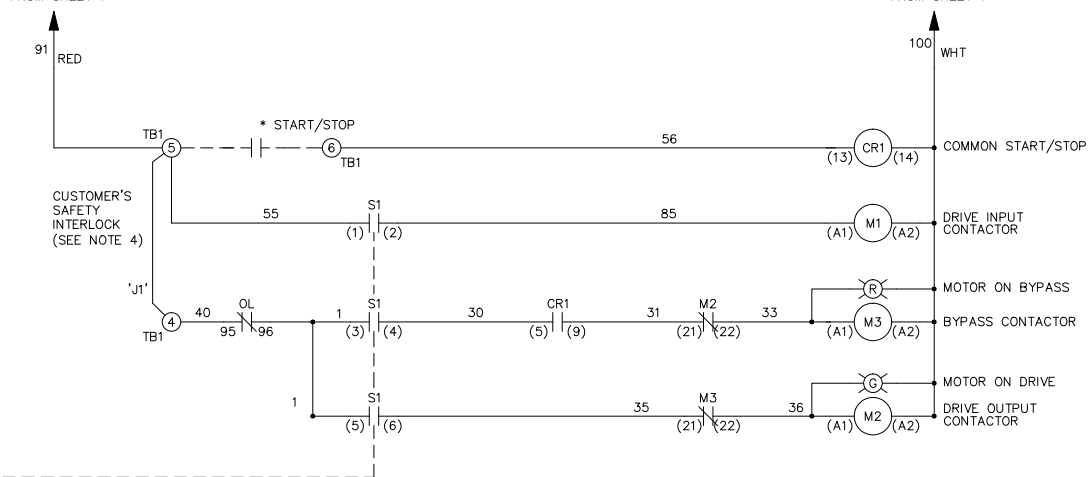 91
RED
100
WHT
TB1
5
* START/STOP
6
TB1
56
(13)
CR1
(14)
COMMON START/STOP
CUSTOMER'S
SAFETY
INTERLOCK
(SEE NOTE 4)
55
S1
(1)
(2)
85
(A1)
M1
(A2)
DRIVE INPUT
CONTACTOR
'J1'
R
MOTOR ON BYPASS
TB1
4
40
OL
95
96
1
S1
(3)
(4)
30
CR1
(5)
(9)
31
M2
(21)
(22)
33
(A1)
M3
(A2)
BYPASS CONTACTOR
G
MOTOR ON DRIVE
1
S1
(5)
(6)
35
M3
(21)
(22)
36
(A1)
M2
(A2)
DRIVE OUTPUT
CONTACTOR